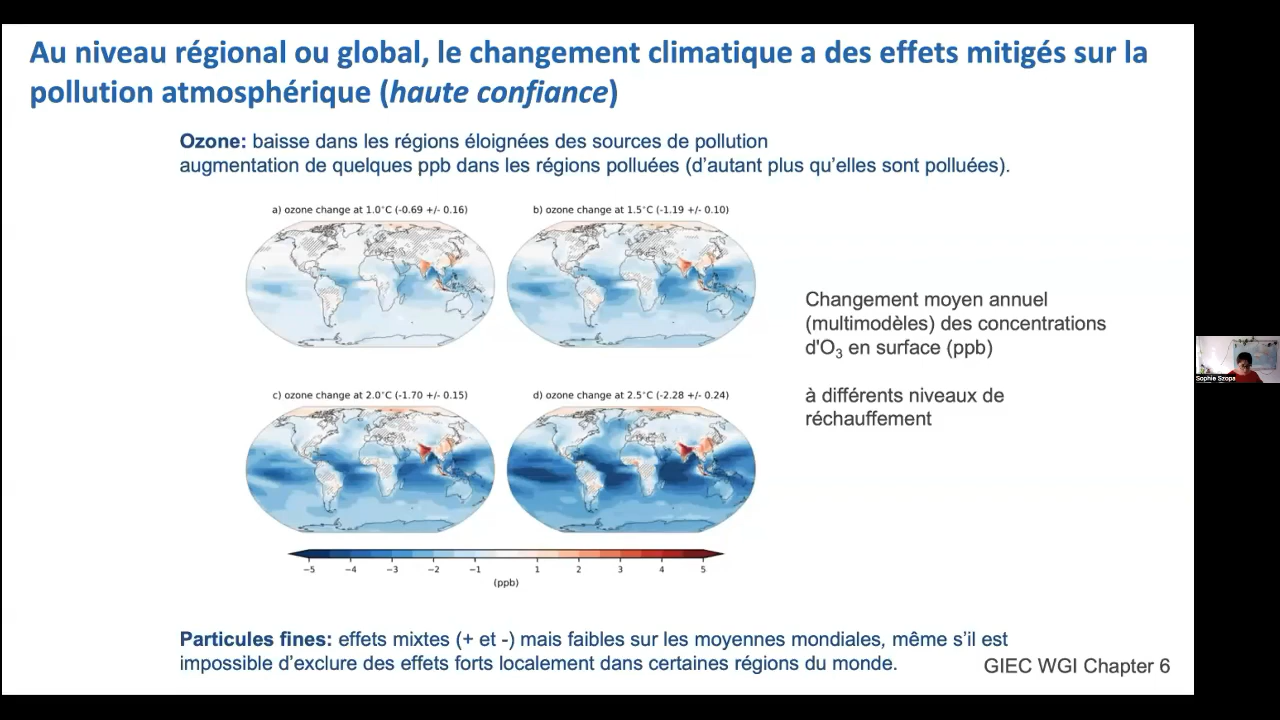 Au niveau régional ou global, le changement climatique a des effets mitigés sur la
pollution atmosphérique (haute confiance)
Ozone: baisse dans les régions éloignées des sources de pollution
augmentation de quelques ppb dans les régions polluées (d'autant plus qu'elles sont polluées).
a) ozone change at 1.0°C (-0.69 +/- 0.16)
b) ozone change at 1.5°C (-1.19 +/- 0.10)
Changement moyen annuel
(multimodèles) des concentrations
d'O₃ en surface (ppb)
à différents niveaux de
réchauffement
c) ozone change at 2.0°C (-1.70 +/- 0.15)
d) ozone change at 2.5°C (-2.28 +/- 0.24)
−5 −4 −3 −2 −1 1 2 3 4 5
(ppb)
Particules fines: effets mixtes (+ et -) mais faibles sur les moyennes mondiales, même s'il est
impossible d'exclure des effets forts localement dans certaines régions du monde.
GIEC WGI Chapter 6
Sophie Szopa